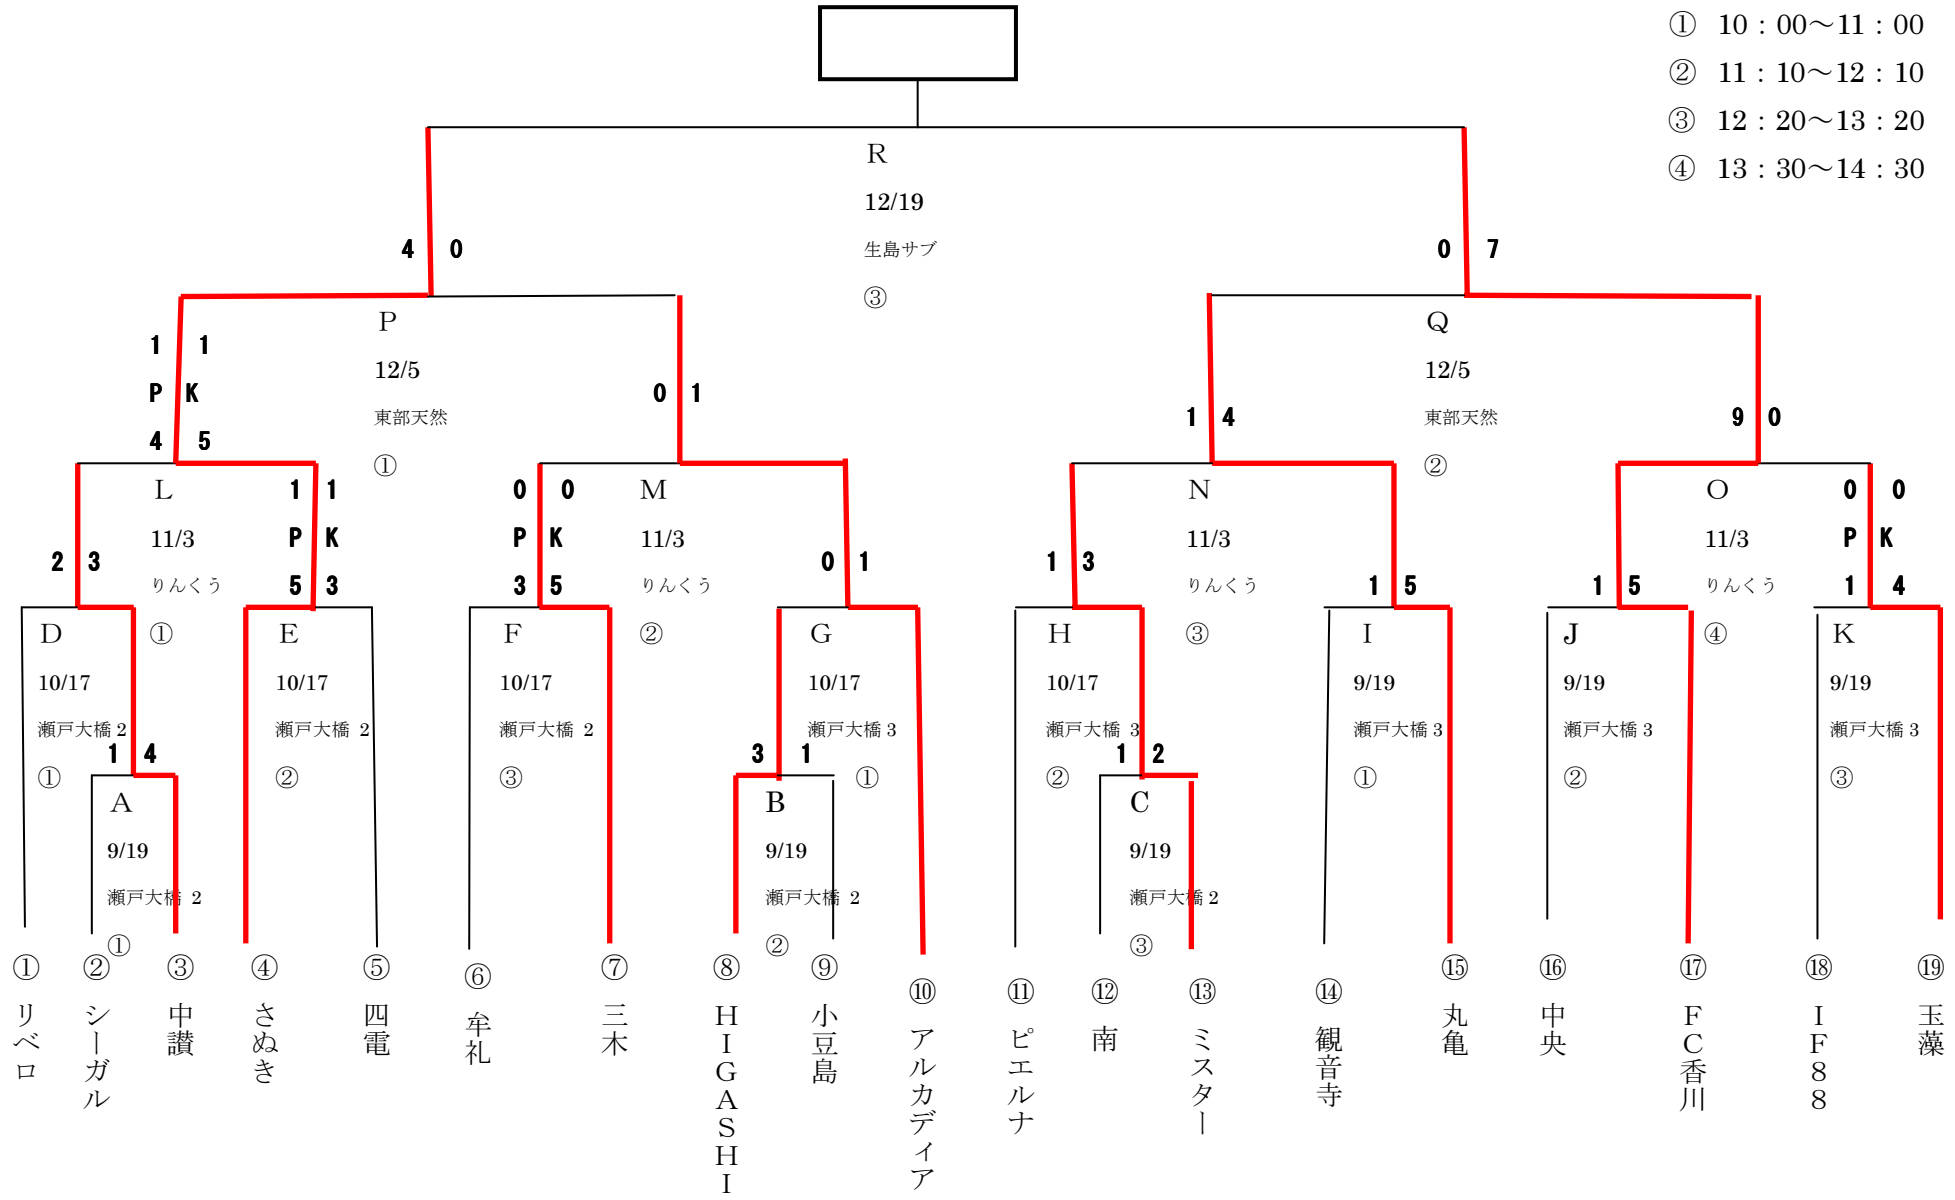 ① 10：00～11：00
② 11：10～12：10
③ 12：20～13：20
④ 13：30～14：30
R
12/19
生島サブ
③
4 0
0 7
P
12/5
東部天然
①
Q
12/5
東部天然
②
1 1
P K
4 5
0 1
1 4
9 0
L
11/3
りんくう
①
M
11/3
りんくう
②
N
11/3
りんくう
③
O
11/3
りんくう
④
2 3
1 1
P K
5 3
0 0
P K
3 5
0 1
1 3
1 5
1 5
0 0
P K
1 4
D
10/17
瀬戸大橋 2
①
E
10/17
瀬戸大橋 2
②
F
10/17
瀬戸大橋 2
③
G
10/17
瀬戸大橋 3
①
H
10/17
瀬戸大橋 3
②
I
9/19
瀬戸大橋 3
①
J
9/19
瀬戸大橋 3
②
K
9/19
瀬戸大橋 3
③
1 4
3 1
1 2
A
9/19
瀬戸大橋 2
①
B
9/19
瀬戸大橋 2
②
C
9/19
瀬戸大橋 2
③
① リベロ
② シーガル
③ 中讃
④ さぬき
⑤ 四電
⑥ 牟礼
⑦ 三木
⑧ HIGASHI
⑨ 小豆島
⑩ アルカディア
⑪ ピエルナ
⑫ 南
⑬ ミスター
⑭ 観音寺
⑮ 丸亀
⑯ 中央
⑰ FC香川
⑱ IF88
⑲ 玉藻